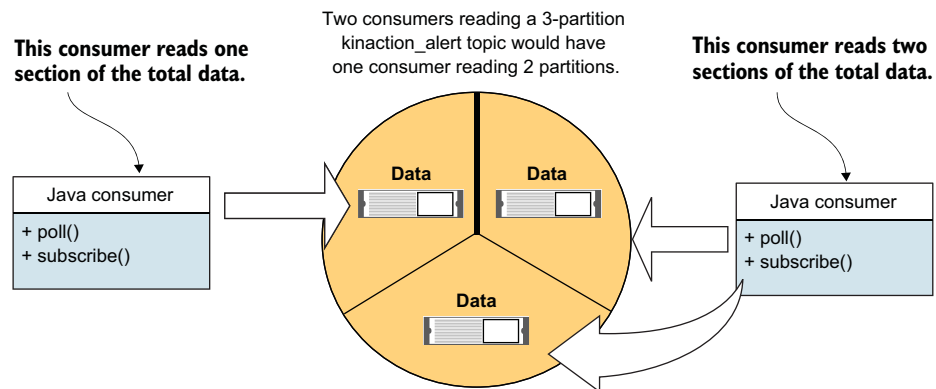 Two consumers reading a 3-partition
kinaction_alert topic would have
one consumer reading 2 partitions.
This consumer reads one
section of the total data.
This consumer reads two
sections of the total data.
Data
Data
Java consumer
+ poll()
+ subscribe()
Java consumer
+ poll()
+ subscribe()
Data